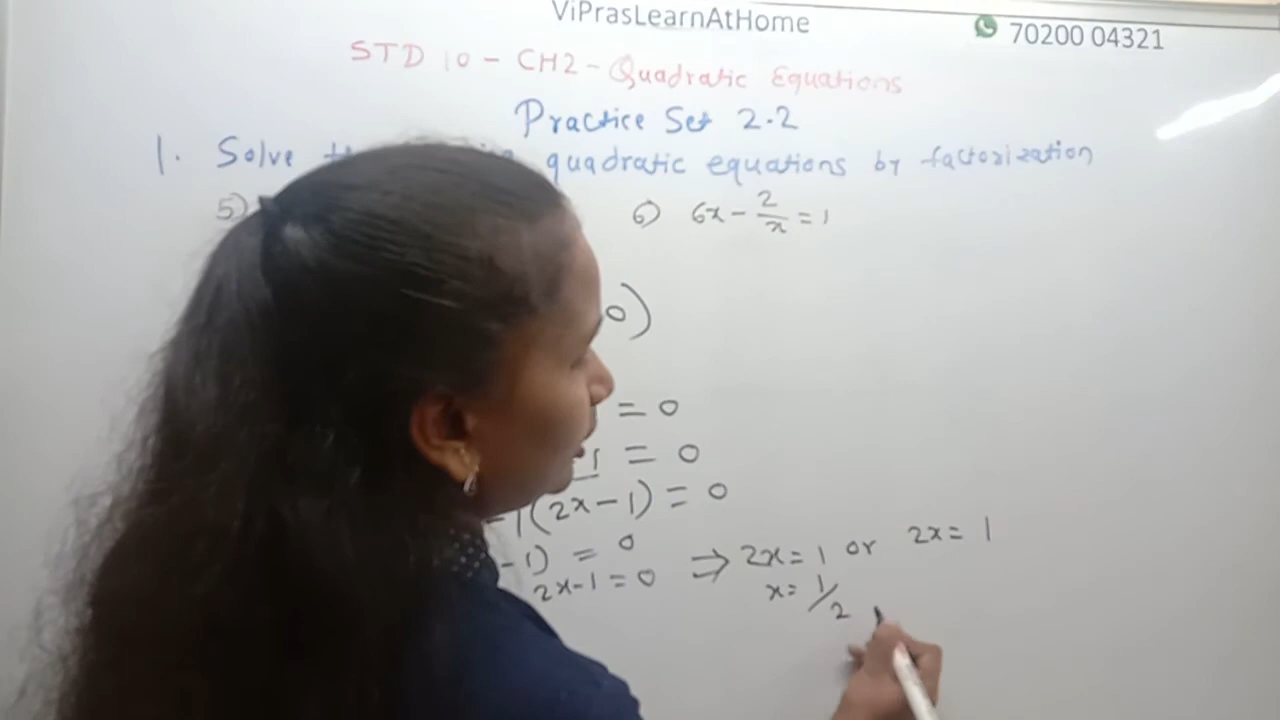 ViPrasLearnAtHome
70200 04321
STD 10 - CH2 - Quadratic Equations
Practice Set 2.2
1. Solve quadratic equations by factorization
5)
6) 6x - 2/x = 1
0)
= 0
1 = 0
-1(2x-1) = 0
-1) = 0
2x-1 = 0 ⇒ 2x = 1 or 2x = 1
x = 1/2